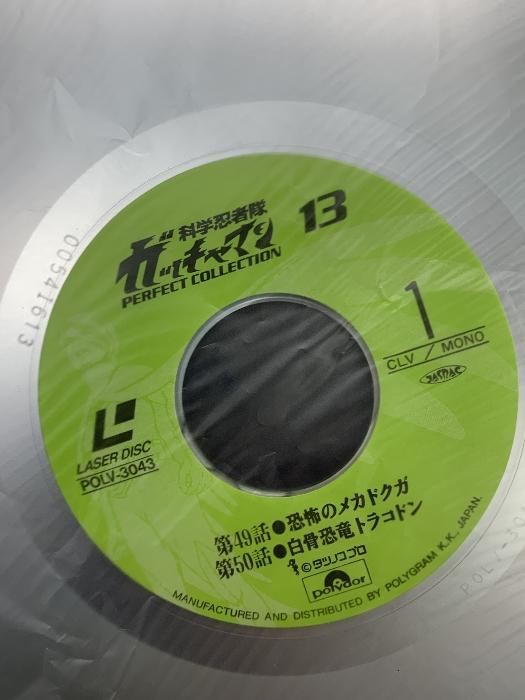 科学忍者隊
ガッチャマン
PERFECT COLLECTION
13
1
CLV / MONO
JASRAC
LASER DISC
POLV-3043
第49話●恐怖のメカドクガ
第50話●白骨恐竜トラコドン
©タツノコプロ
polydor
MANUFACTURED AND DISTRIBUTED BY POLYGRAM K.K. JAPAN.
00541613